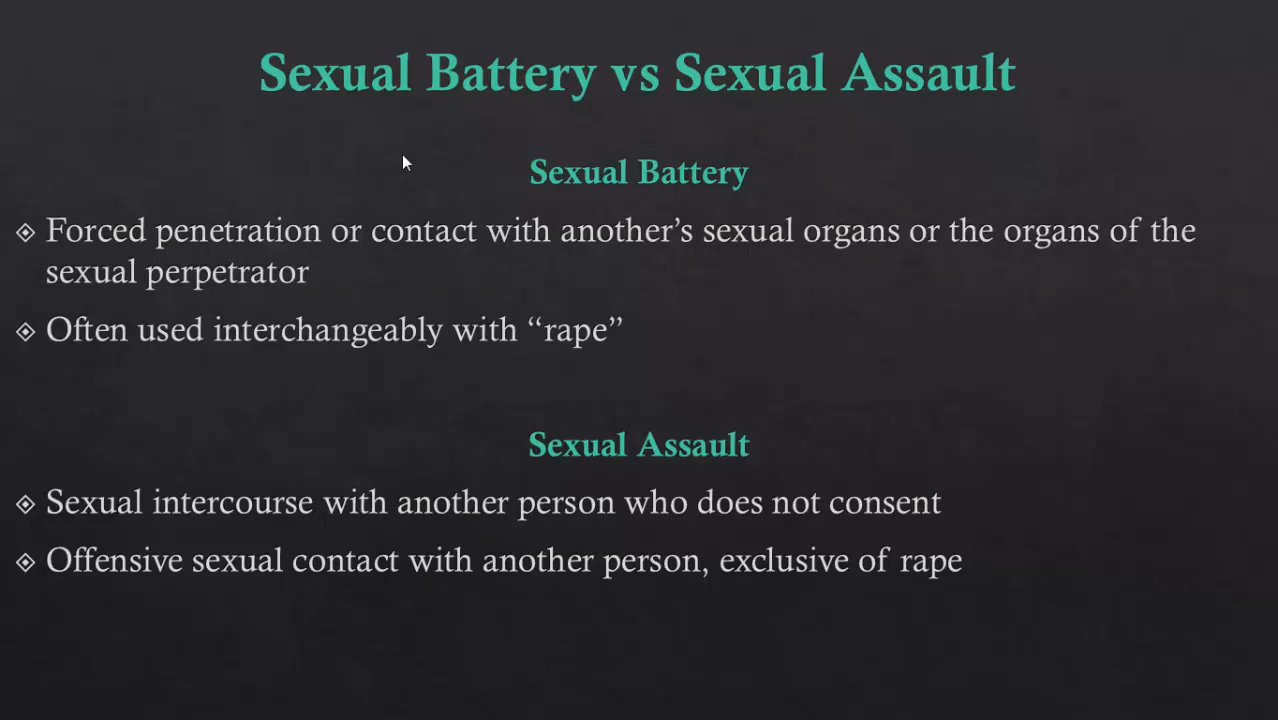 Sexual Battery vs Sexual Assault
Sexual Battery
Forced penetration or contact with another’s sexual organs or the organs of the
sexual perpetrator
Often used interchangeably with “rape”
Sexual Assault
Sexual intercourse with another person who does not consent
Offensive sexual contact with another person, exclusive of rape